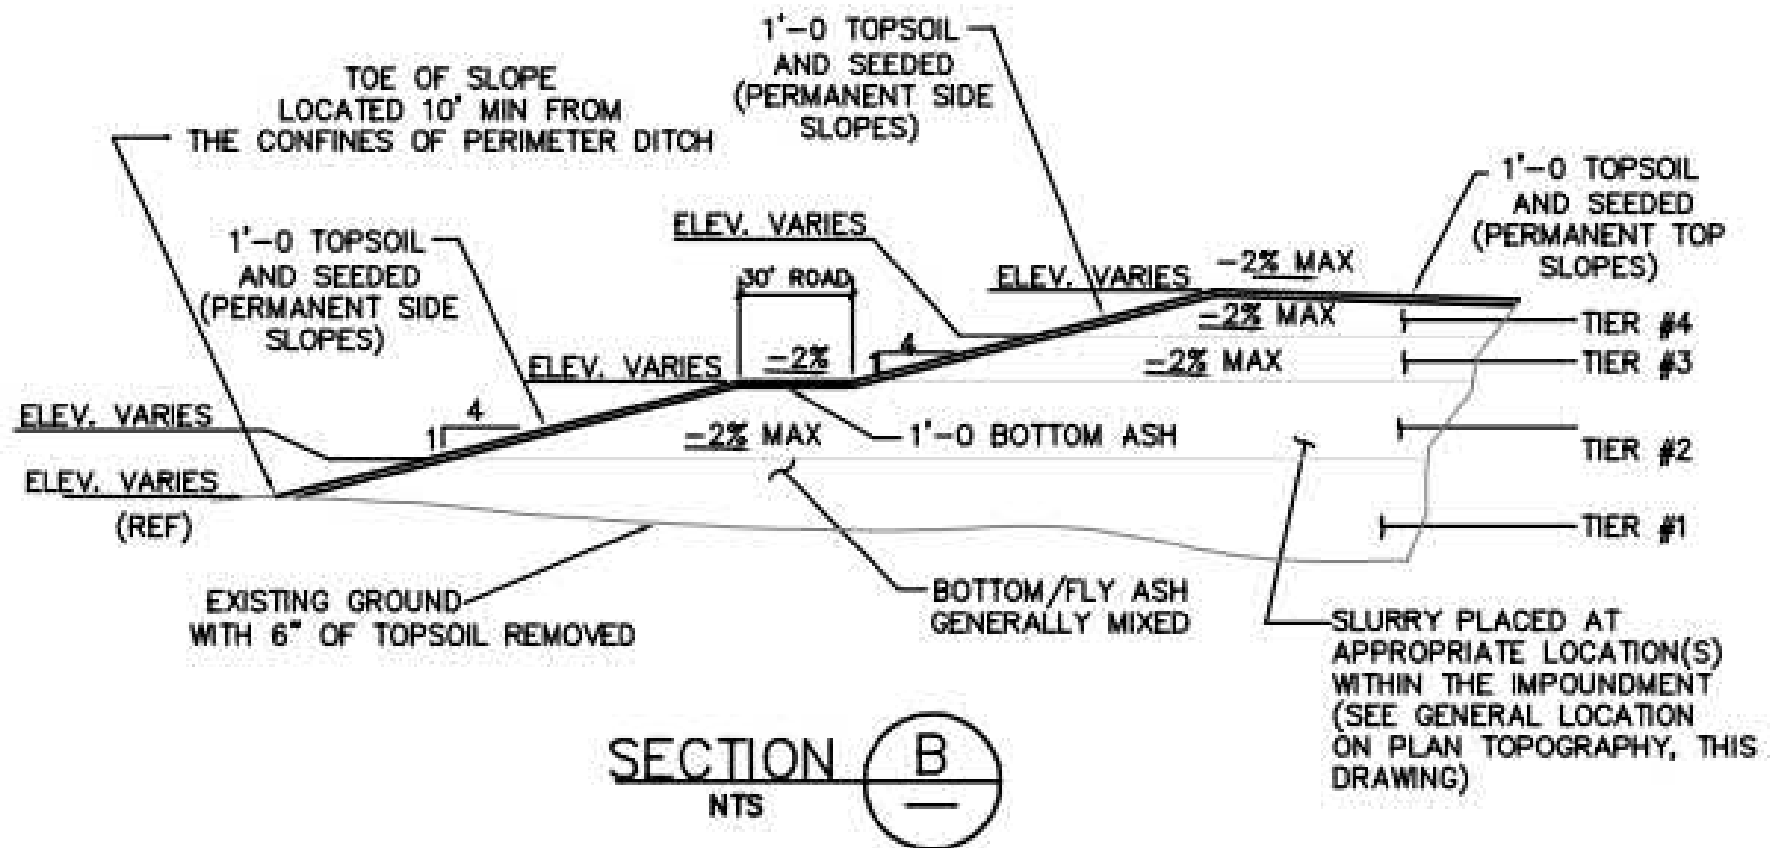 1'-0 TOPSOIL
AND SEEDED
(PERMANENT SIDE
SLOPES)
TOE OF SLOPE
LOCATED 10' MIN FROM
THE CONFINES OF PERIMETER DITCH
1'-0 TOPSOIL
AND SEEDED
(PERMANENT TOP
SLOPES)
1'-0 TOPSOIL
AND SEEDED
(PERMANENT SIDE
SLOPES)
ELEV. VARIES
30' ROAD
ELEV. VARIES
-2% MAX
-2% MAX
TIER #4
ELEV. VARIES
-2%
1
4
-2% MAX
TIER #3
ELEV. VARIES
1
4
-2% MAX
1'-0 BOTTOM ASH
TIER #2
ELEV. VARIES
(REF)
TIER #1
EXISTING GROUND
WITH 6" OF TOPSOIL REMOVED
BOTTOM/FLY ASH
GENERALLY MIXED
SLURRY PLACED AT
APPROPRIATE LOCATION(S)
WITHIN THE IMPOUNDMENT
(SEE GENERAL LOCATION
ON PLAN TOPOGRAPHY, THIS
DRAWING)
SECTION B
NTS —